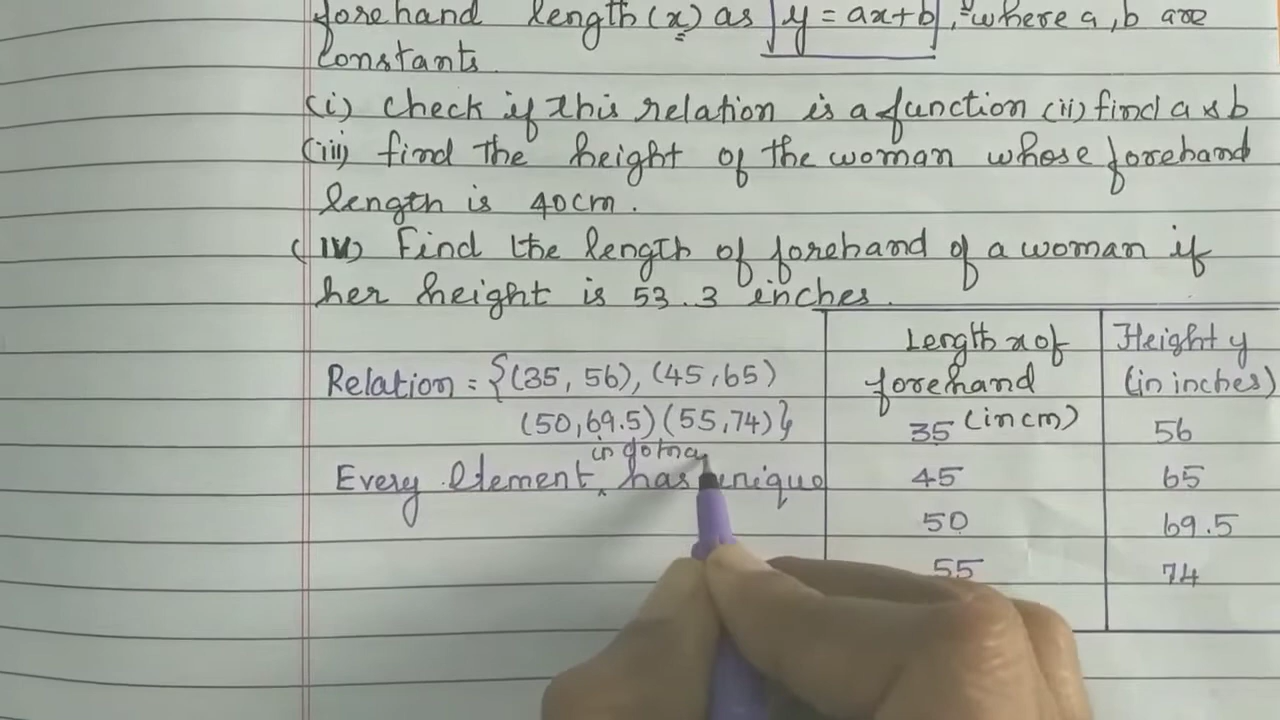 forehand length (x) as y = ax+b, where a, b are
constants.
(i) check if this relation is a function (ii) find a & b
(iii) find the height of the woman whose forehand
length is 40cm.
(iv) Find the length of forehand of a woman if
her height is 53.3 inches.
Relation = {(35, 56), (45, 65)
(50, 69.5) (55, 74)}
in doma
Every Element ^ has unique
Length x of
forehand
(in cm)
Height y
(in inches)
35 56
45 65
50 69.5
55 74